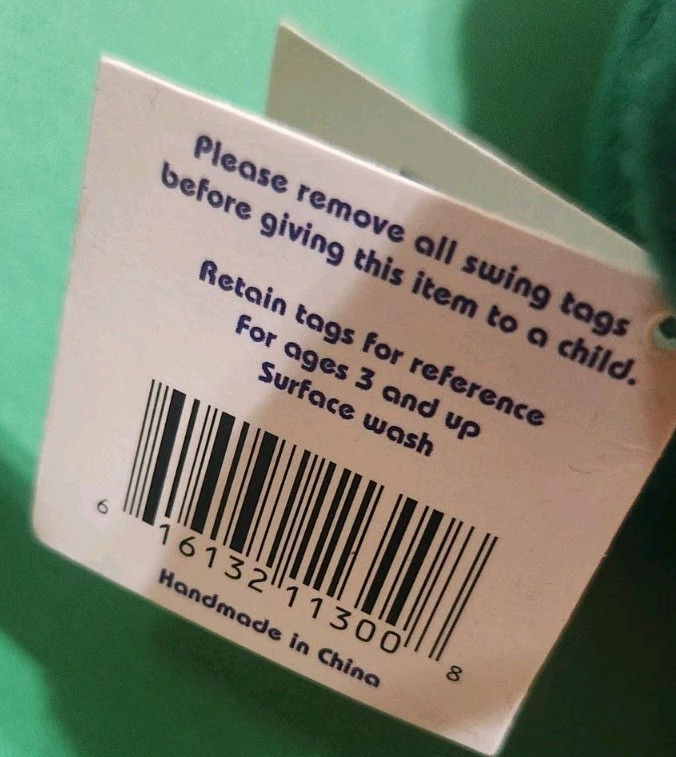 Please remove all swing tags
before giving this item to a child.
Retain tags for reference
For ages 3 and up
Surface wash
6 16132 11300 8
Handmade in China